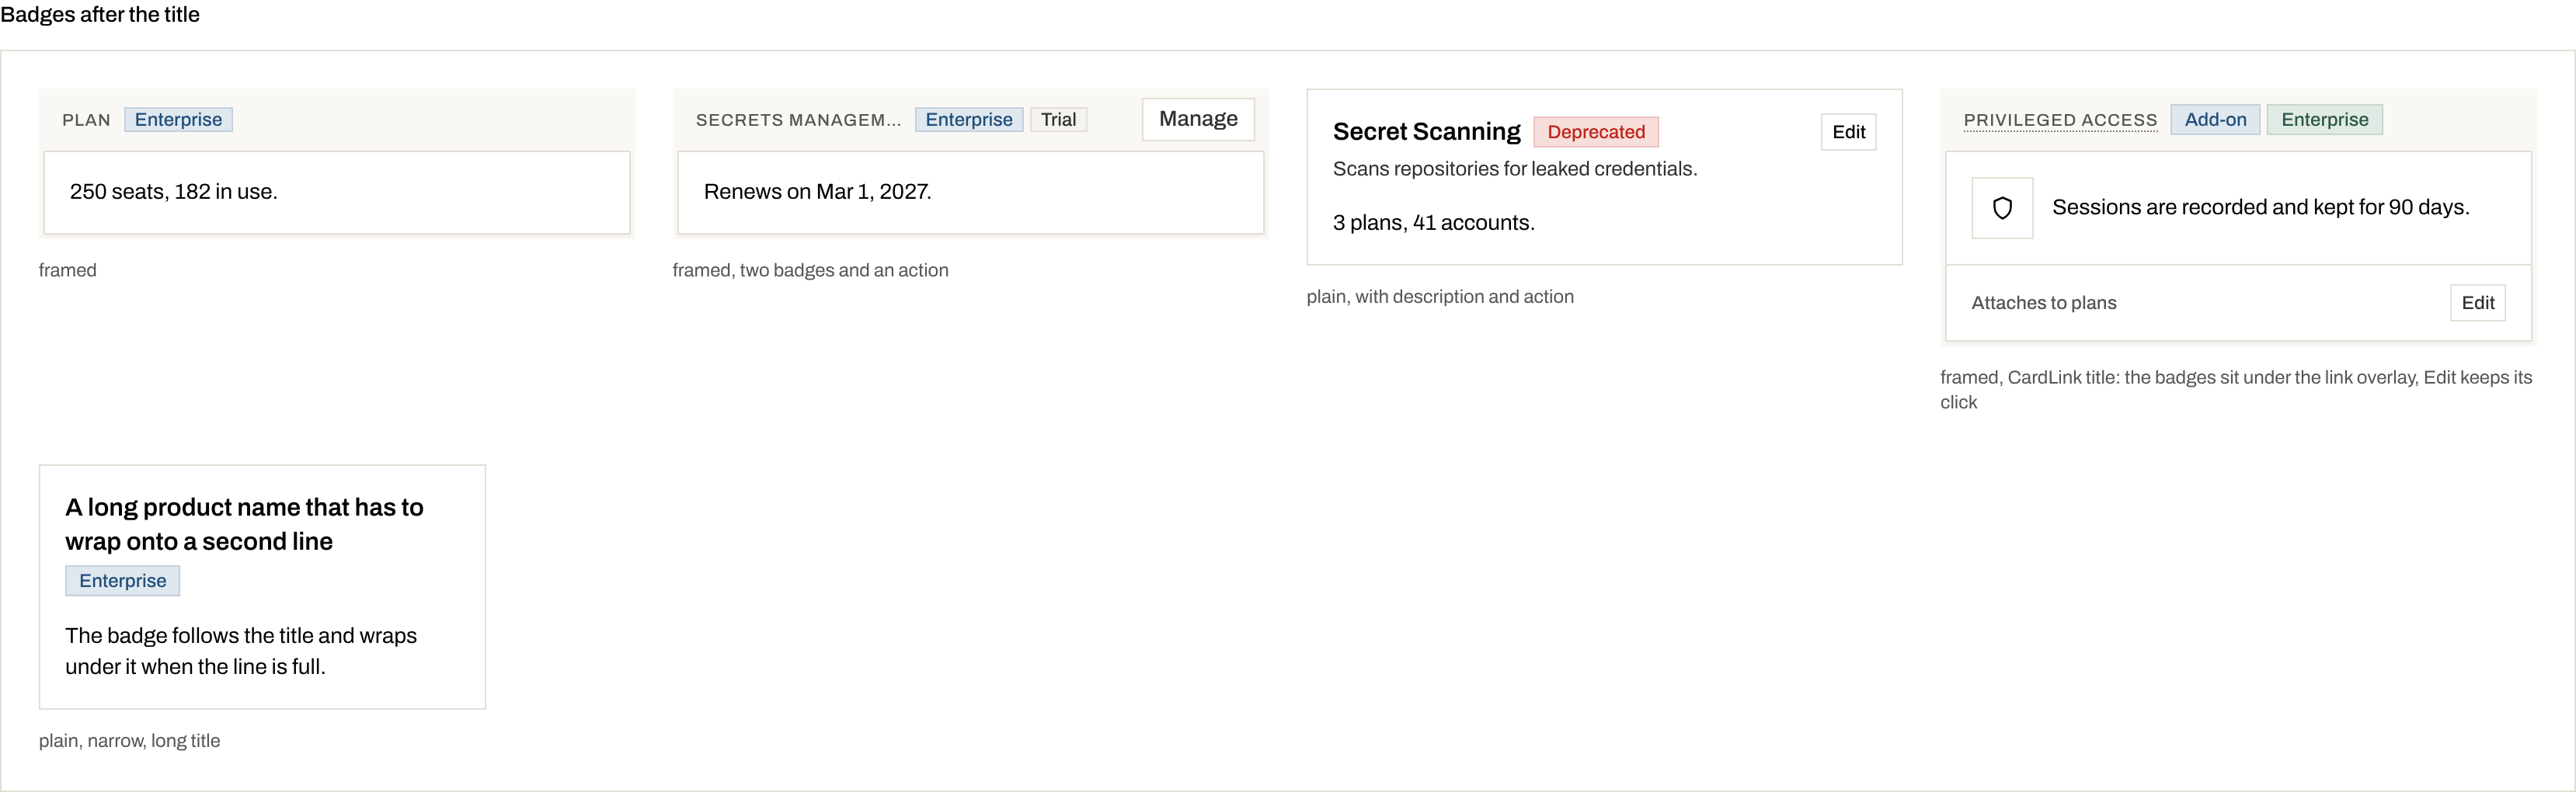 Badges after the title
PLAN Enterprise
250 seats, 182 in use.
framed
SECRETS MANAGEM... Enterprise Trial Manage
Renews on Mar 1, 2027.
framed, two badges and an action
Secret Scanning Deprecated Edit
Scans repositories for leaked credentials.
3 plans, 41 accounts.
plain, with description and action
PRIVILEGED ACCESS Add-on Enterprise
Sessions are recorded and kept for 90 days.
Attaches to plans Edit
framed, CardLink title: the badges sit under the link overlay, Edit keeps its
click
A long product name that has to
wrap onto a second line
Enterprise
The badge follows the title and wraps
under it when the line is full.
plain, narrow, long title